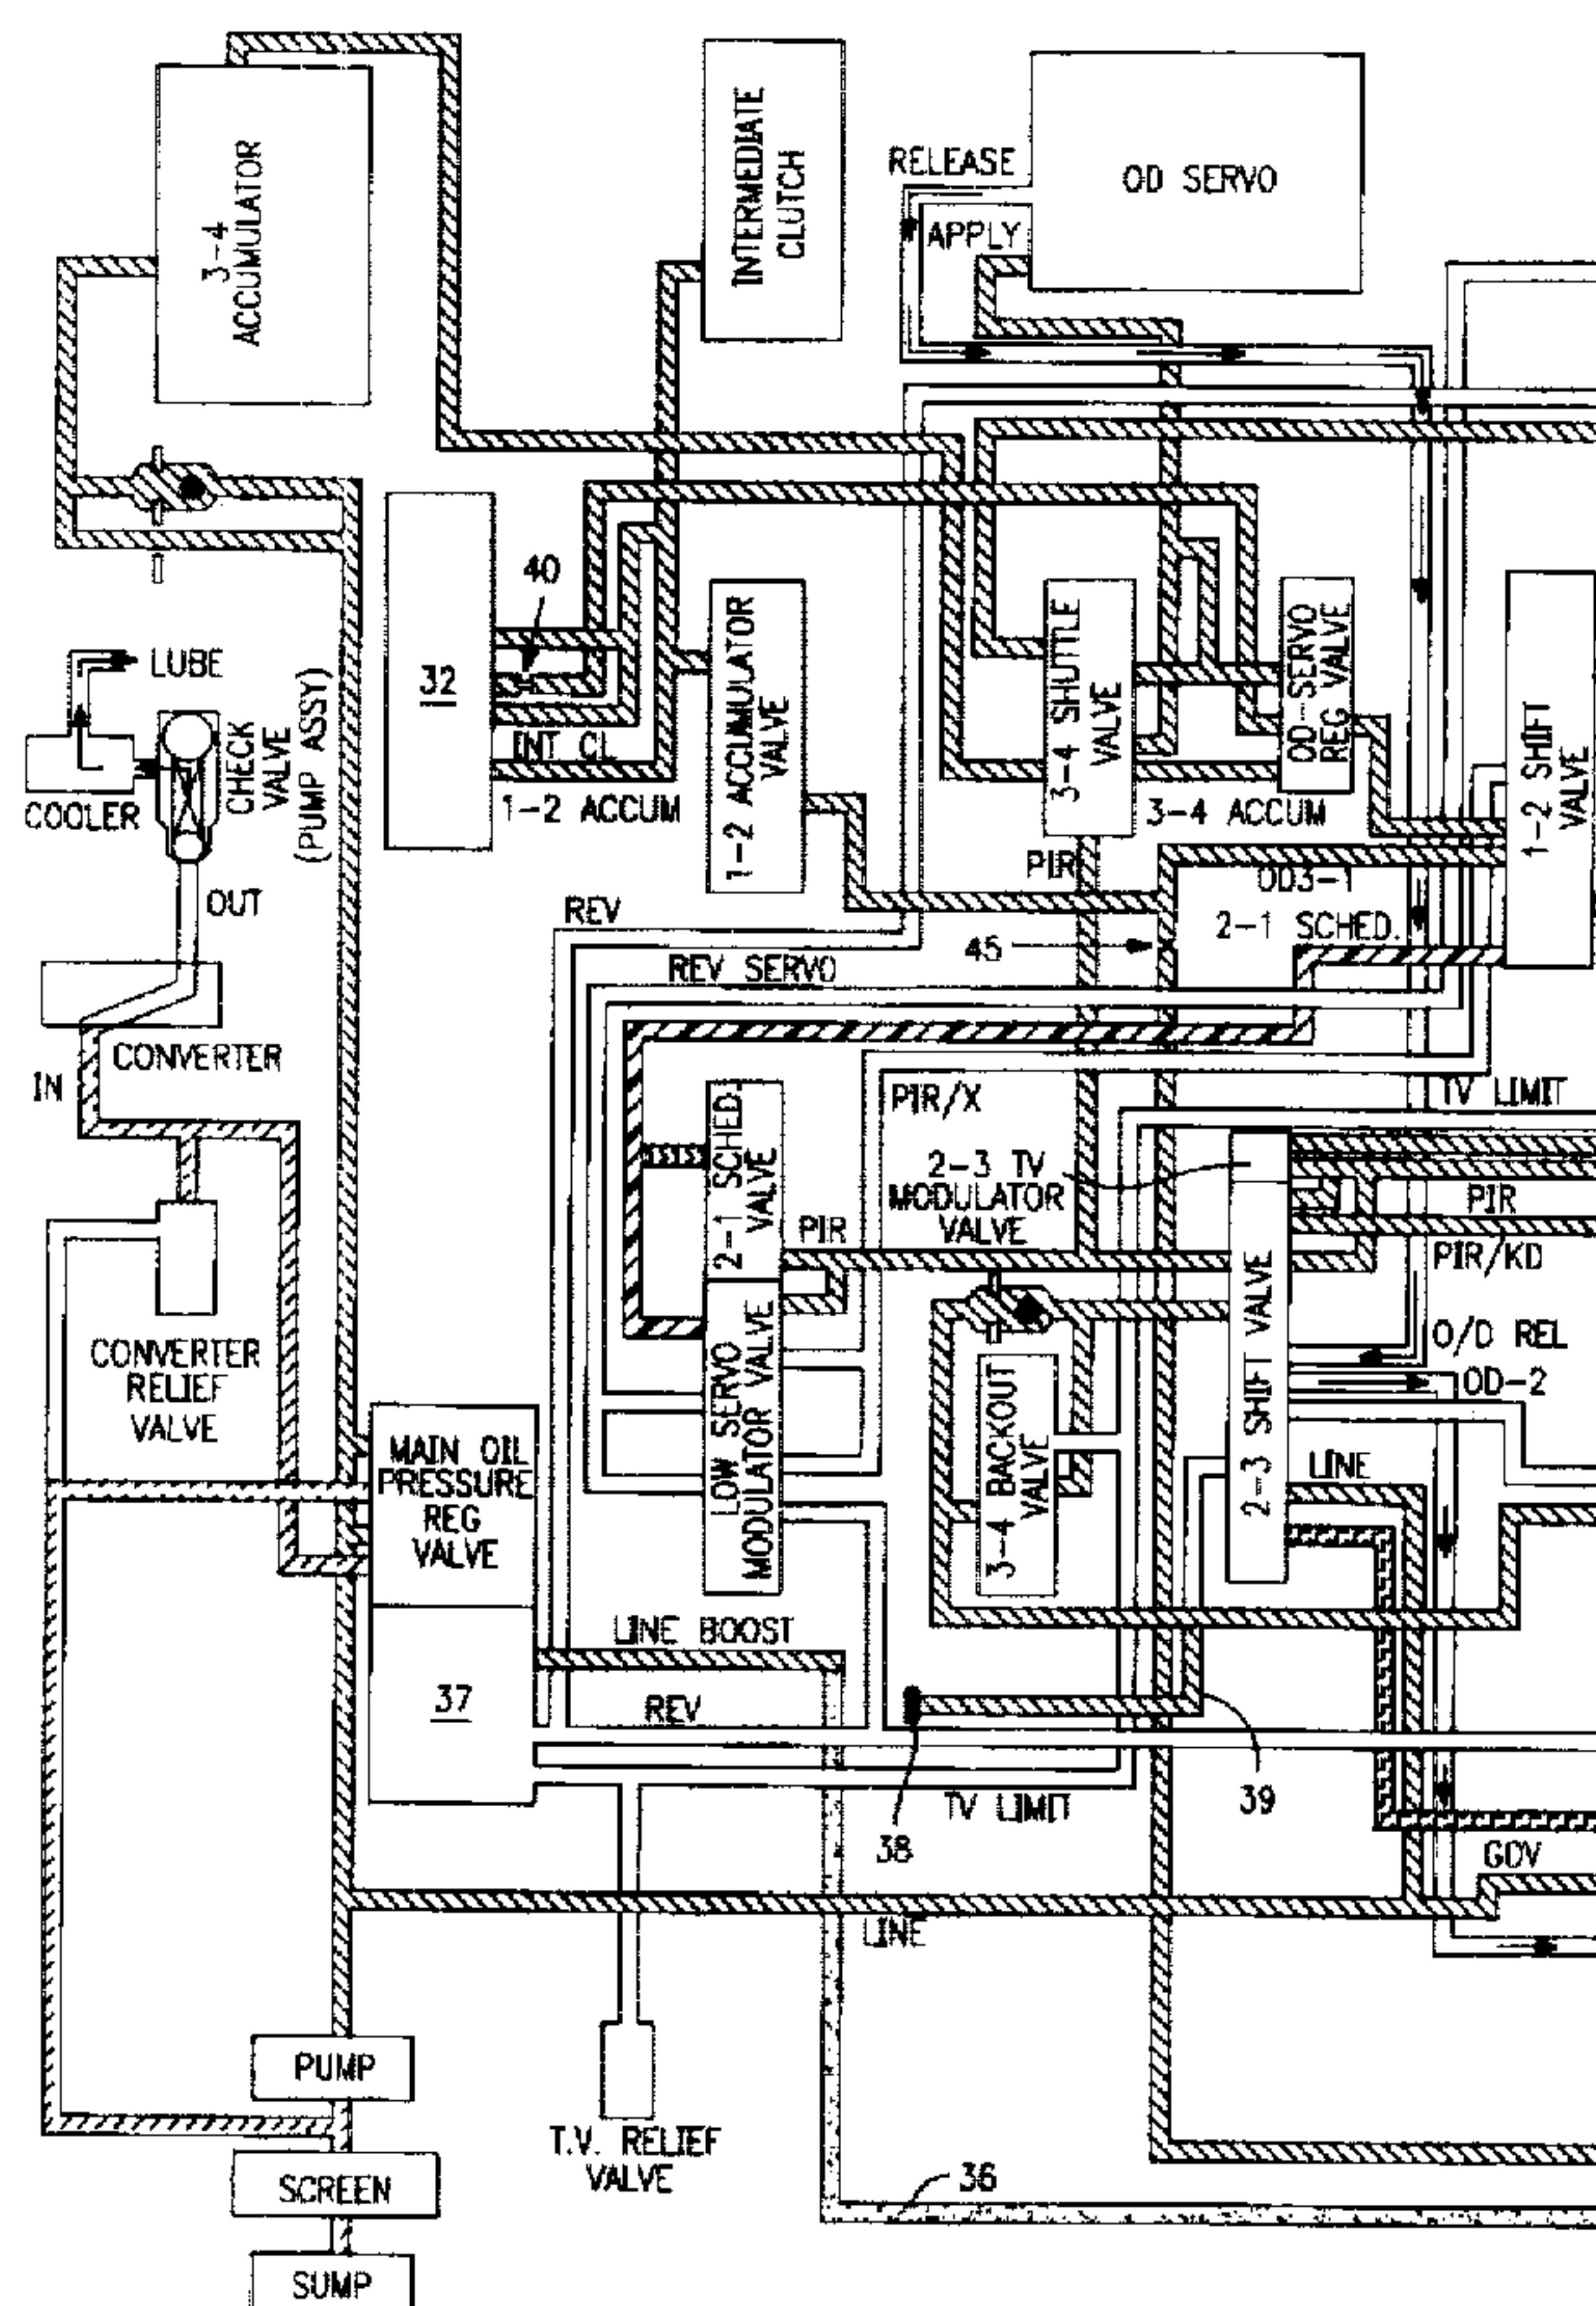 3-4
ACCUMULATOR
INTERMEDIATE
CLUTCH
RELEASE
OD SERVO
APPLY
40
32
LUBE
COOLER
CHECK
VALVE
(PUMP ASSY)
OUT
INT CL
1-2 ACCUM
1-2 ACCUMULATOR
VALVE
3-4 SHUTTLE
VALVE
OD-SERVO
REG VALVE
3-4 ACCUM
1-2 SHIFT
VALVE
PIR
OD3-1
2-1 SCHED.
45
REV
REV SERVO
CONVERTER
IN
PIR/X
TV LIMIT
2-1 SCHED.
VALVE
2-3 TV
MODULATOR
VALVE
PIR
PIR
PIR/KD
CONVERTER
RELIEF
VALVE
LOW SERVO
MODULATOR VALVE
3-4 BACKOUT
VALVE
2-3 SHIFT VALVE
O/D REL
OD-2
LINE
MAIN OIL
PRESSURE
REG
VALVE
LINE BOOST
37
REV
39
38
TV LIMIT
GOV
LINE
PUMP
T.V. RELIEF
VALVE
36
SCREEN
SUMP